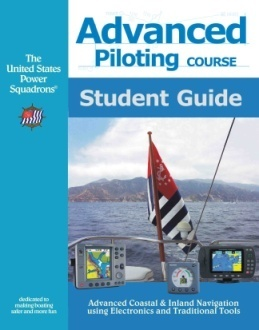 Advanced
Piloting COURSE
The
United States
Power
Squadrons®
Student Guide
dedicated to
making boating
safer and more fun
Advanced Coastal & Inland Navigation
using Electronics and Traditional Tools